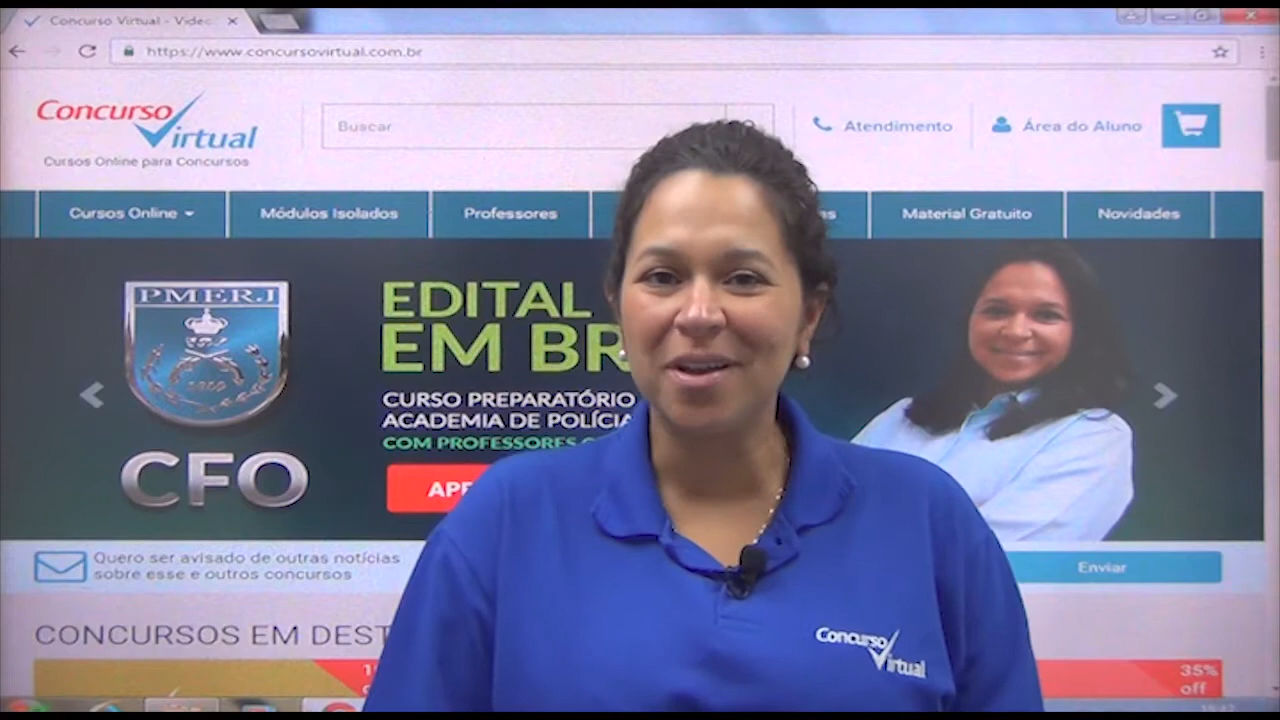 Concurso Virtual - Video
https://www.concursovirtual.com.br
Concurso
Virtual
Cursos Online para Concursos
Buscar
Atendimento
Área do Aluno
Cursos Online
Módulos Isolados
Professores
Material Gratuito
Novidades
PMERJ
CFO
EDITAL
EM BR
CURSO PREPARATÓRIO
ACADEMIA DE POLÍCIA
COM PROFESSORES
Quero ser avisado de outras notícias
sobre esse e outros concursos
Enviar
CONCURSOS EM DEST
35%
off
Concurso
Virtual